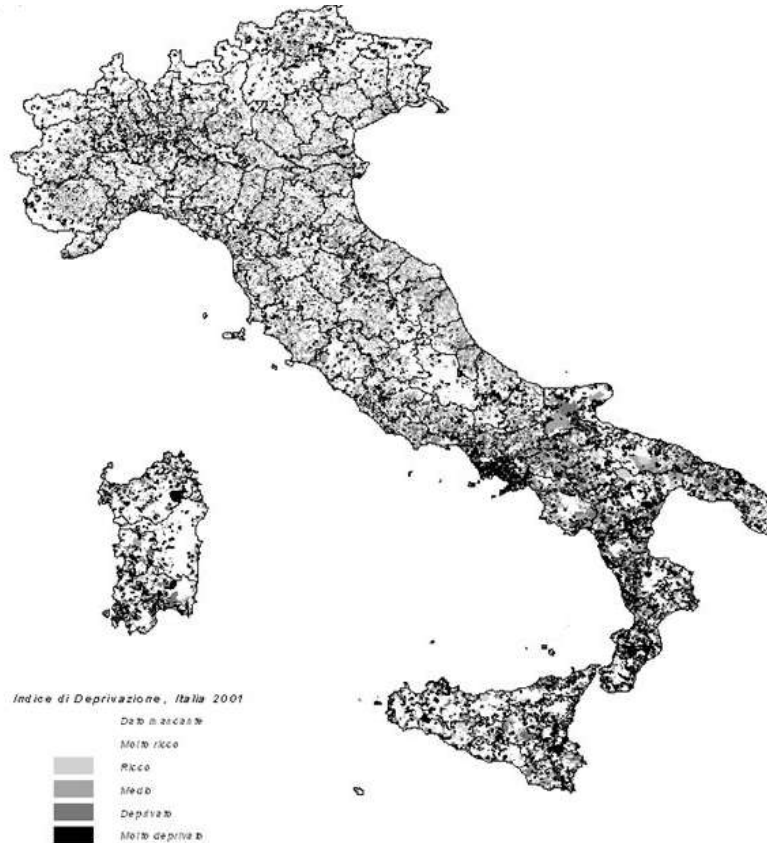 Indice di Deprivazione, Italia 2001
Dato mancante
Molto ricco
Ricco
Medio
Deprivato
Molto deprivato